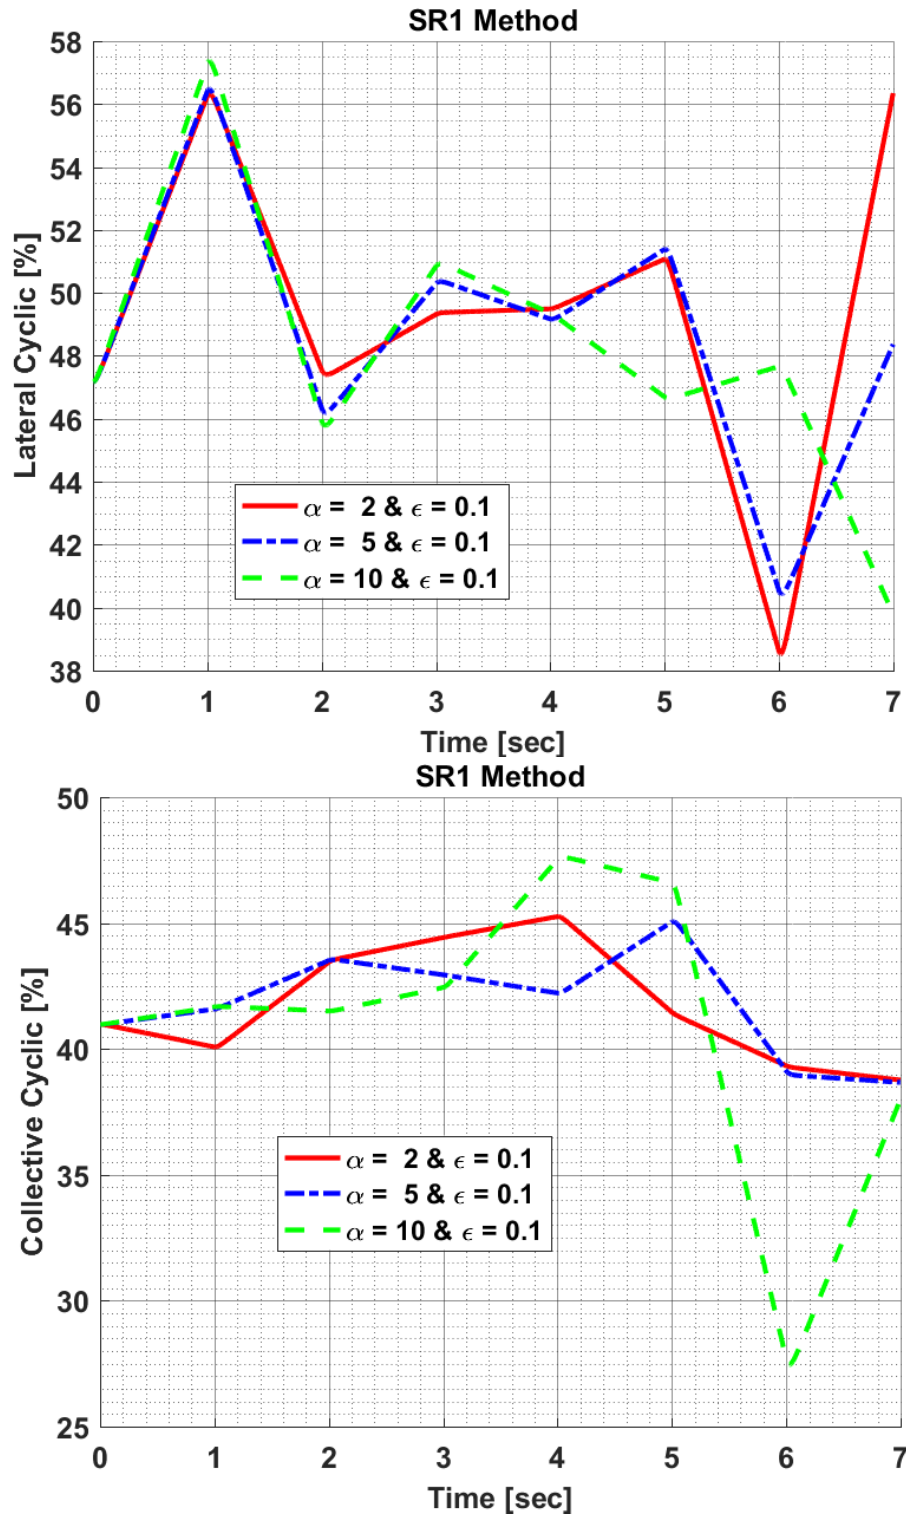 SR1 Method
58
56
54
52
50
48
46
44
42
40
38
Lateral Cyclic [%]
α = 2 & ϵ = 0.1
α = 5 & ϵ = 0.1
α = 10 & ϵ = 0.1
0 1 2 3 4 5 6 7
Time [sec]
SR1 Method
50
45
40
35
30
25
Collective Cyclic [%]
α = 2 & ϵ = 0.1
α = 5 & ϵ = 0.1
α = 10 & ϵ = 0.1
0 1 2 3 4 5 6 7
Time [sec]